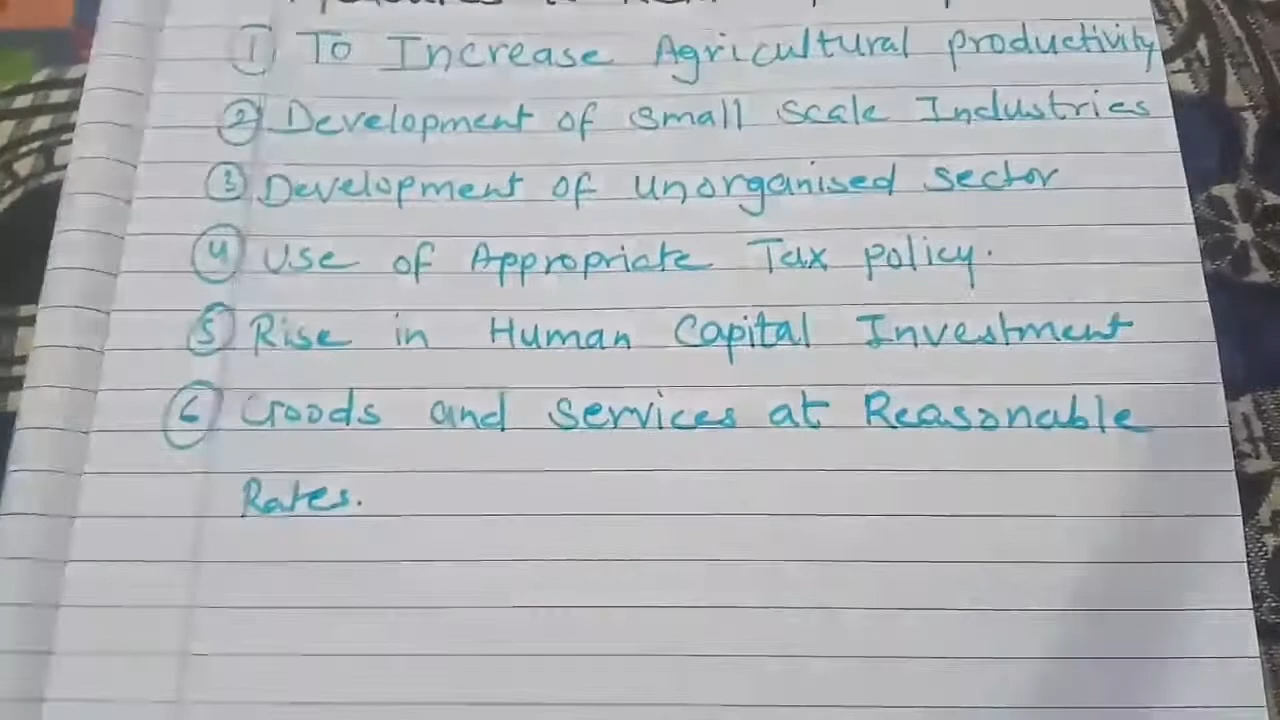 ① To Increase Agricultural productivity
② Development of small scale Industries
③ Development of unorganised sector
④ Use of Appropriate Tax policy.
⑤ Rise in Human Capital Investment
⑥ Goods and Services at Reasonable
Rates.